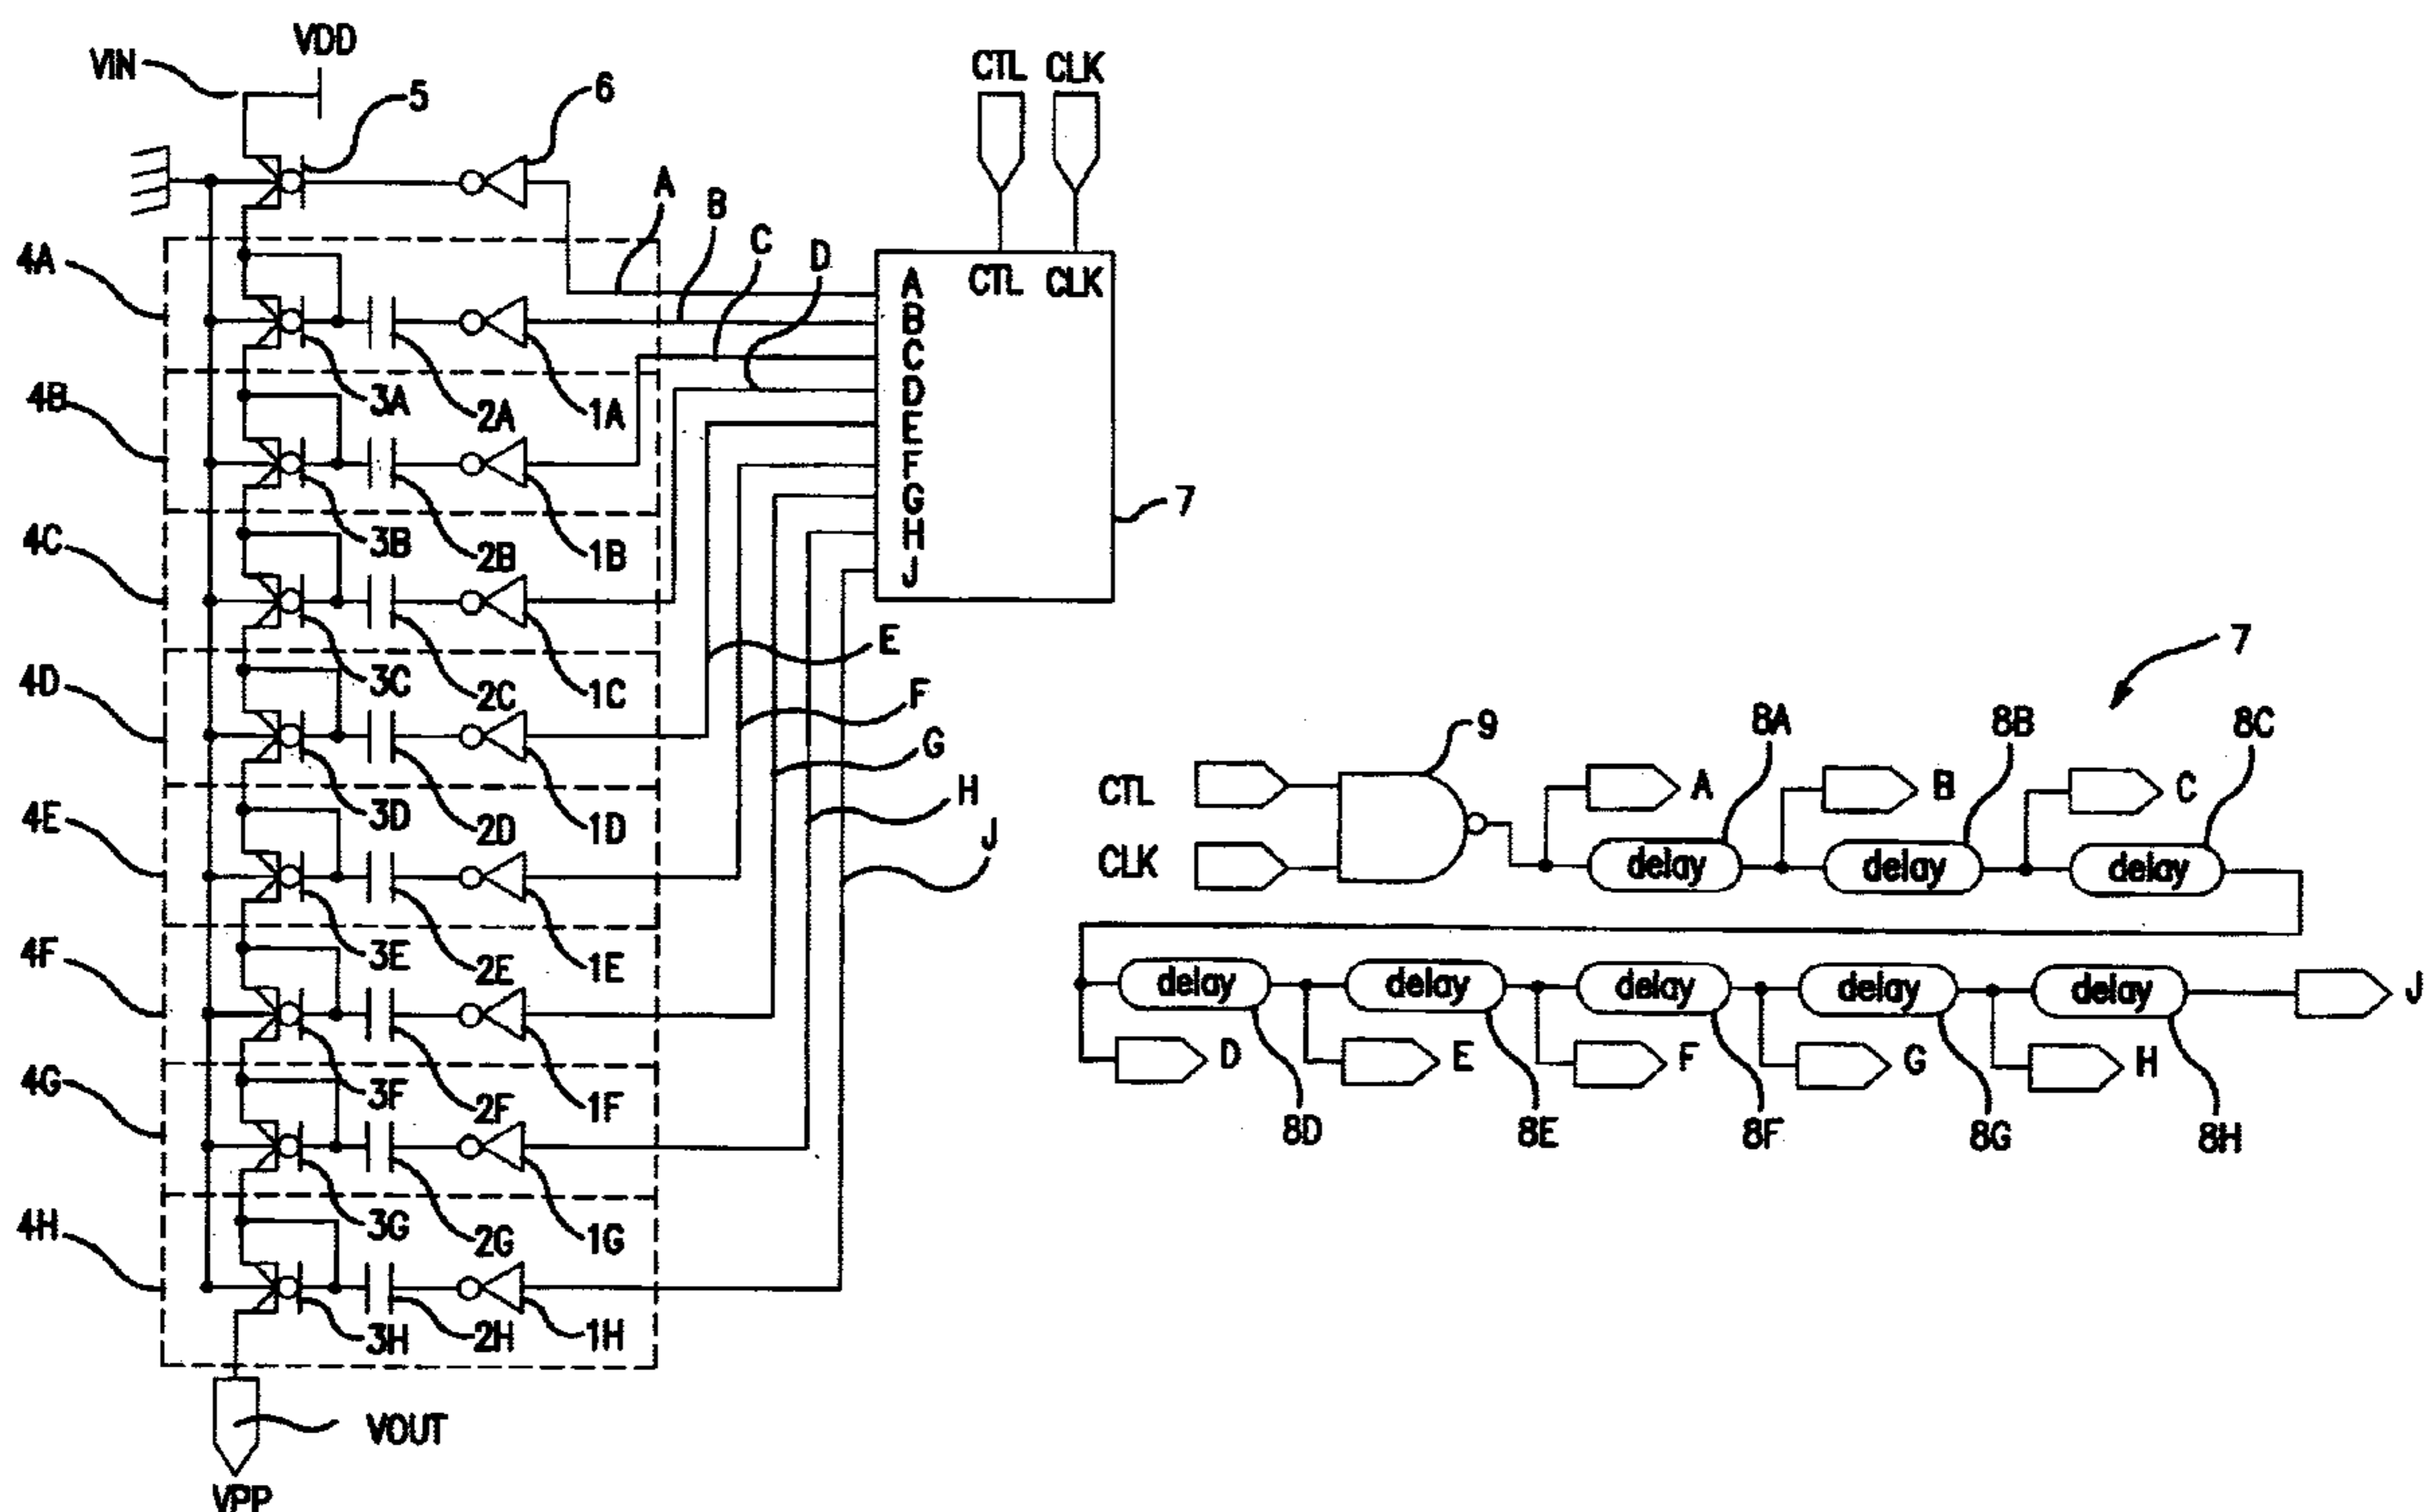 VIN
VDD
5
6
A
B
C
D
CTL CLK
CTL CLK
A
B
C
D
E
F
G
H
J
7
4A
3A 2A 1A
4B
3B 2B 1B
4C
3C 2C 1C
4D
3D 2D 1D
4E
3E 2E 1E
4F
3F 2F 1F
4G
3G 2G 1G
4H
3H 2H 1H
E
F
G
H
J
VOUT
VPP
7
9
8A
8B
8C
CTL
A
B
C
CLK
delay
delay
delay
delay
delay
delay
delay
delay
J
D
E
F
G
H
8D
8E
8F
8G
8H